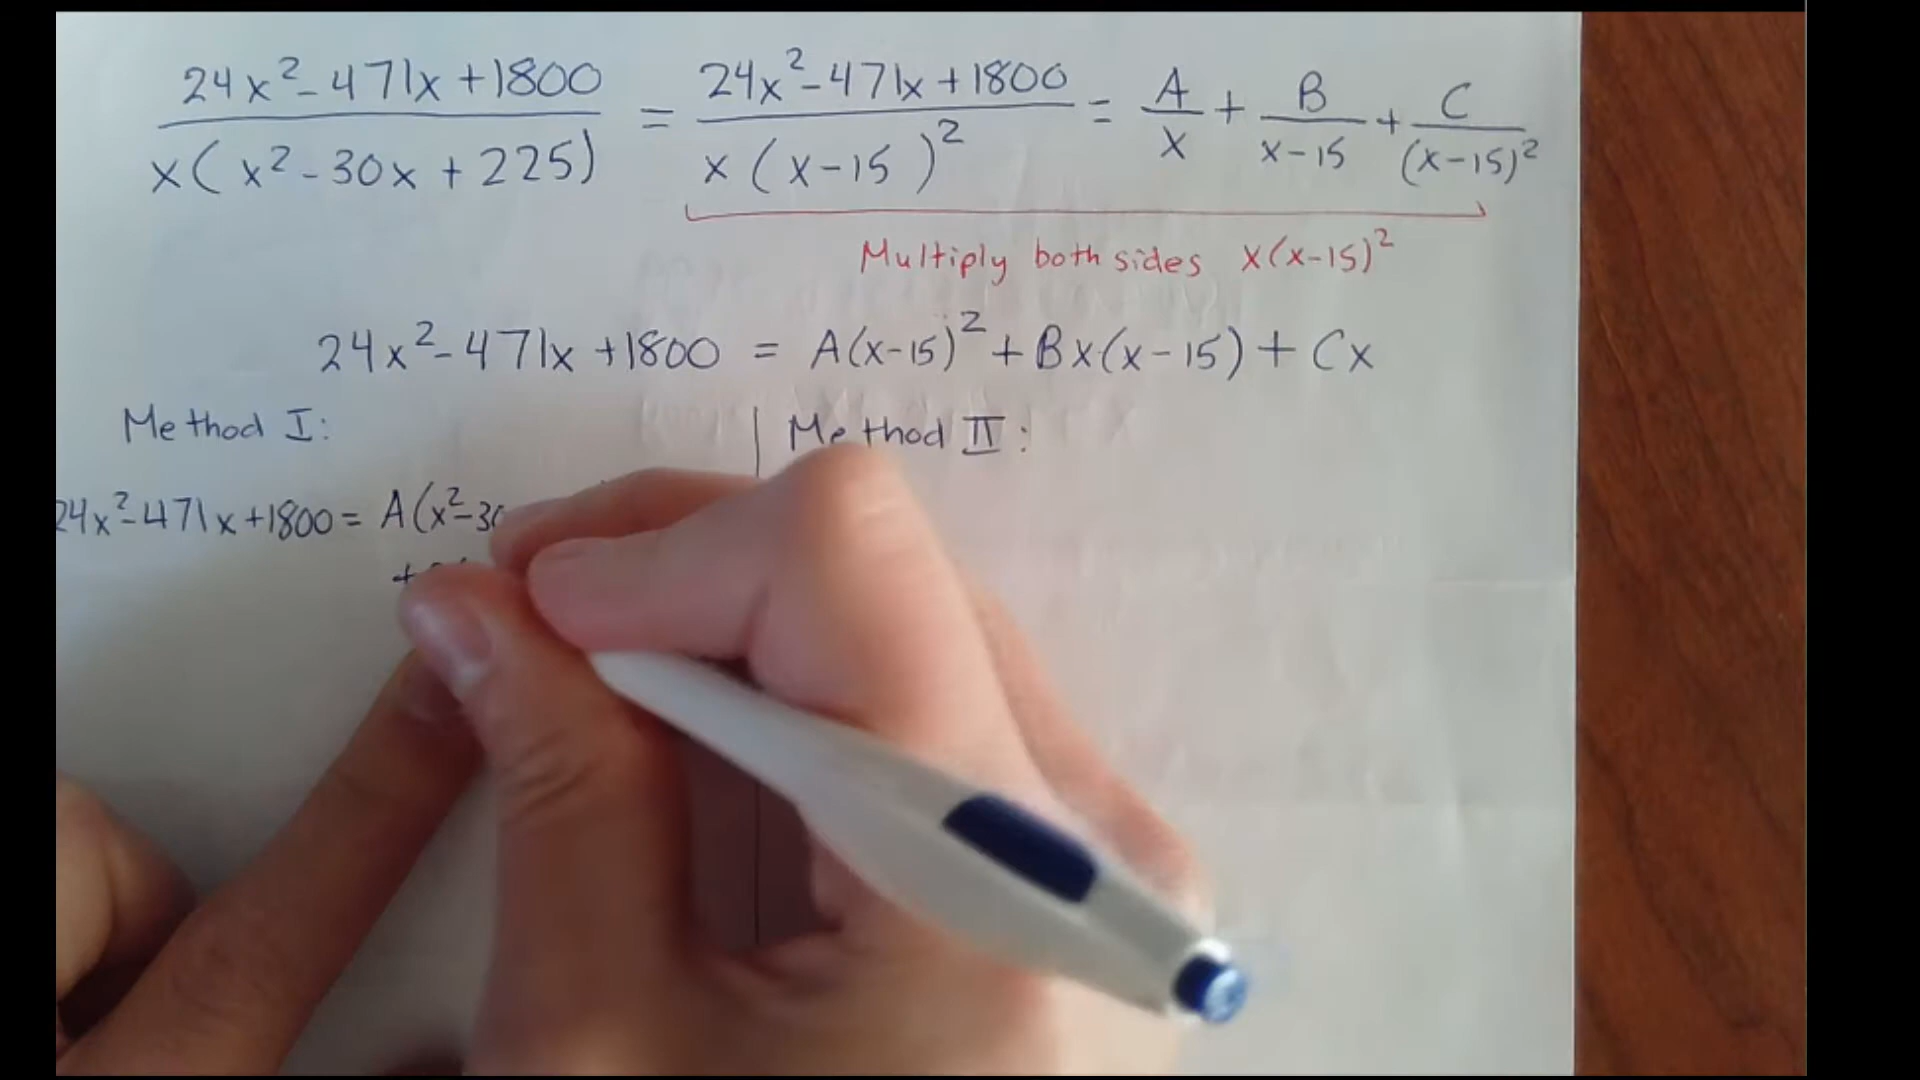 24x²-471x+1800 / x(x²-30x+225) = 24x²-471x+1800 / x(x-15)² = A/x + B/x-15 + C/(x-15)²
Multiply both sides x(x-15)²
24x²-471x+1800 = A(x-15)²+Bx(x-15)+Cx
Method I:
Method II:
24x²-471x+1800= A(x²-30
+